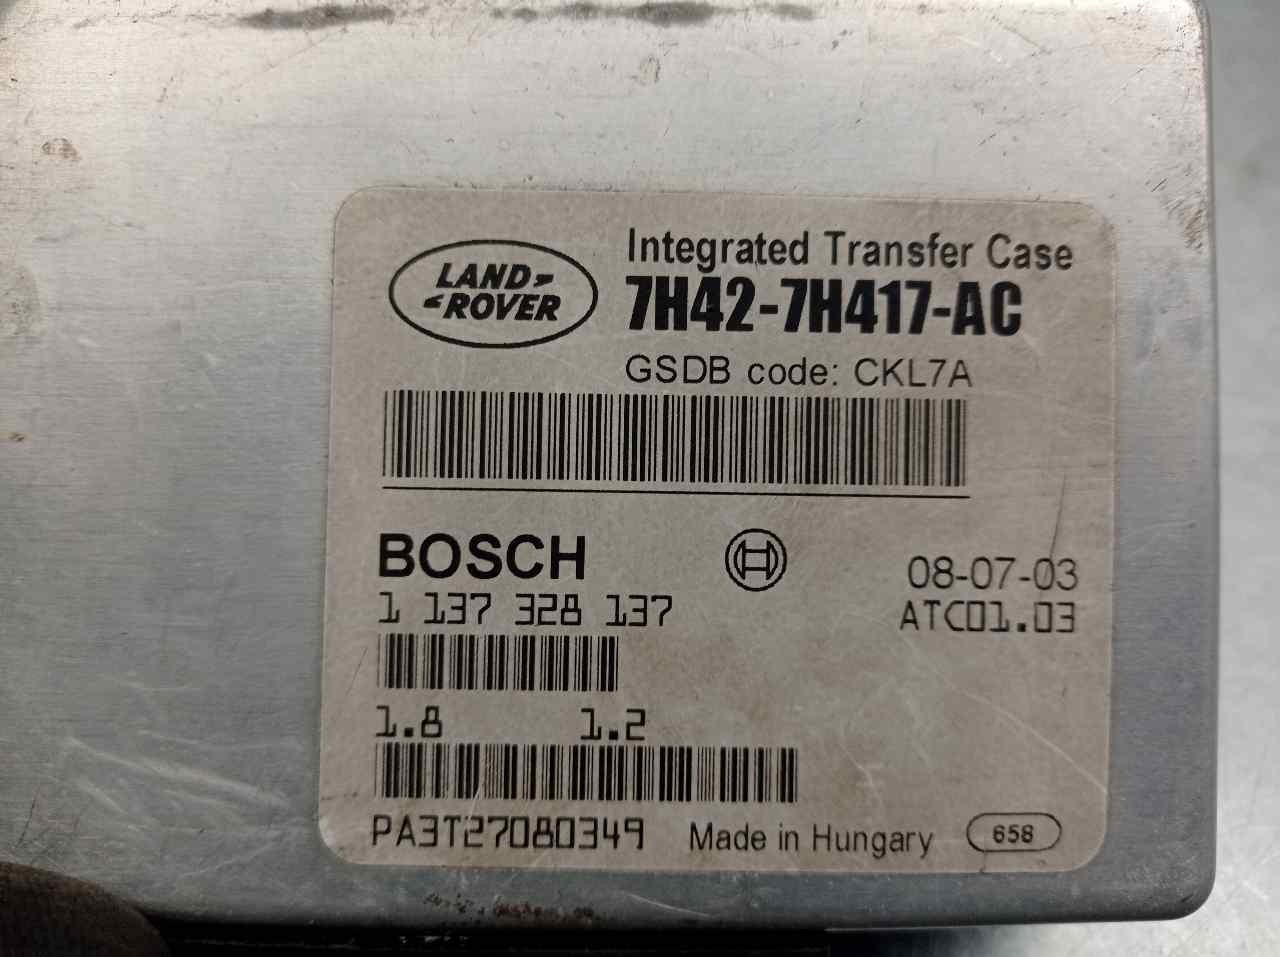 LAND
ROVER
Integrated Transfer Case
7H42-7H417-AC
GSDB code: CKL7A
BOSCH
08-07-03
1 137 328 137
ATC01.03
1.8 1.2
PA3T27080349
Made in Hungary
658